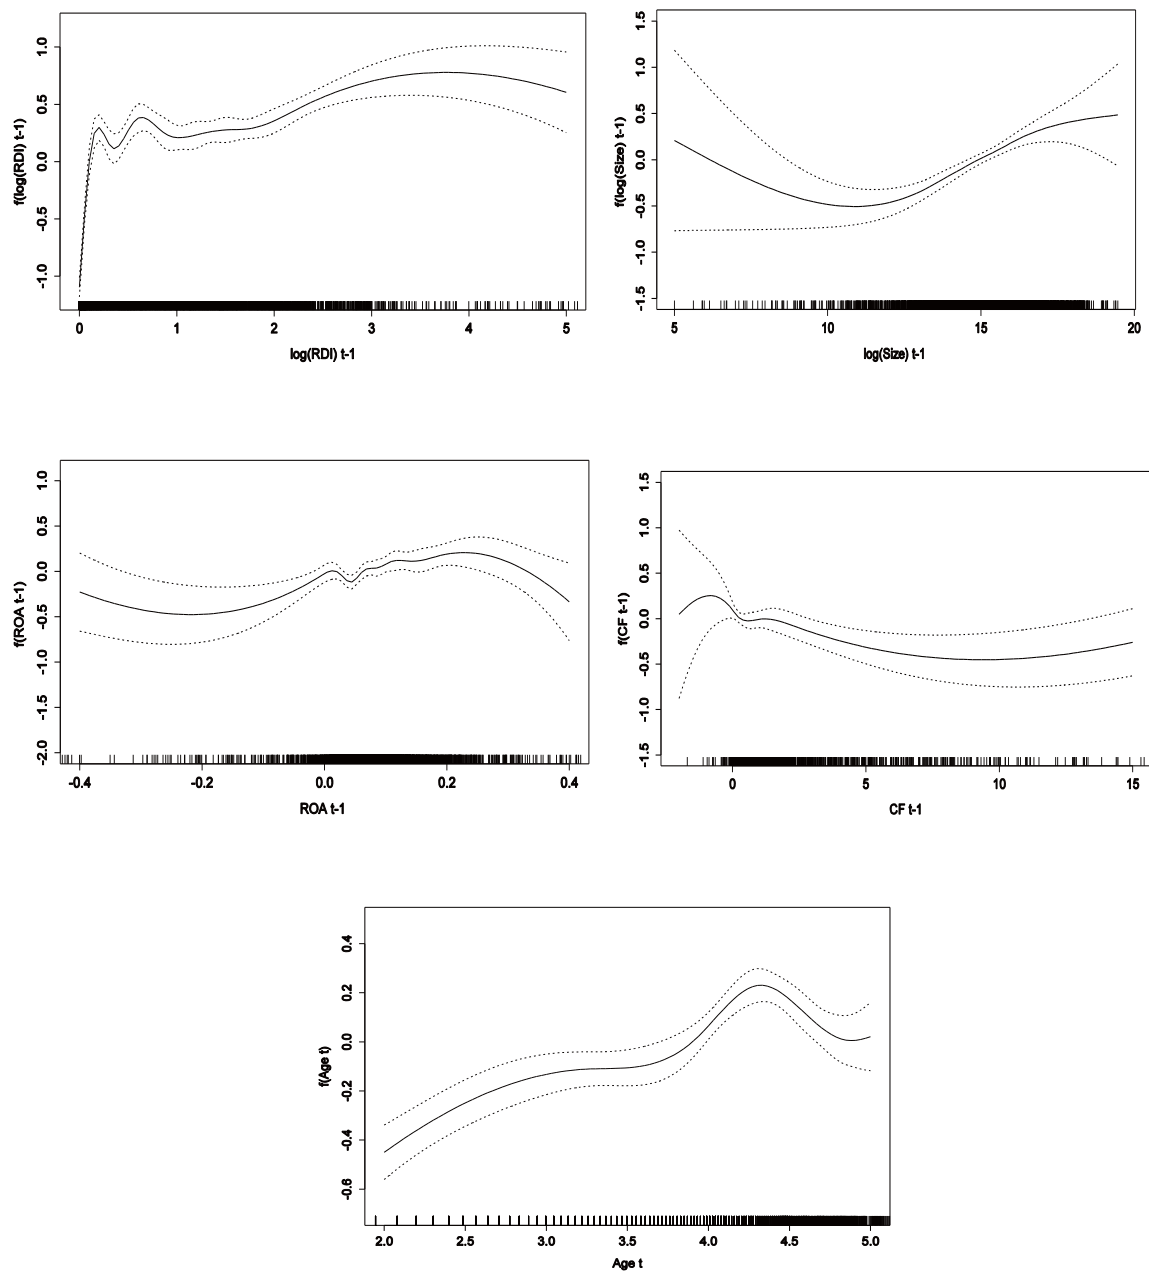 f(log(RDI) t-1)
1.0
0.5
0.0
-0.5
-1.0
0 1 2 3 4 5
log(RDI) t-1
f(log(Size) t-1)
1.5
1.0
0.5
0.0
-0.5
-1.0
-1.5
5 10 15 20
log(Size) t-1
f(ROA t-1)
1.0
0.5
0.0
-0.5
-1.0
-1.5
-2.0
-0.4 -0.2 0.0 0.2 0.4
ROA t-1
f(CF t-1)
1.5
1.0
0.5
0.0
-0.5
-1.0
-1.5
0 5 10 15
CF t-1
f(Age t)
0.4
0.2
0.0
-0.2
-0.4
-0.6
2.0 2.5 3.0 3.5 4.0 4.5 5.0
Age t